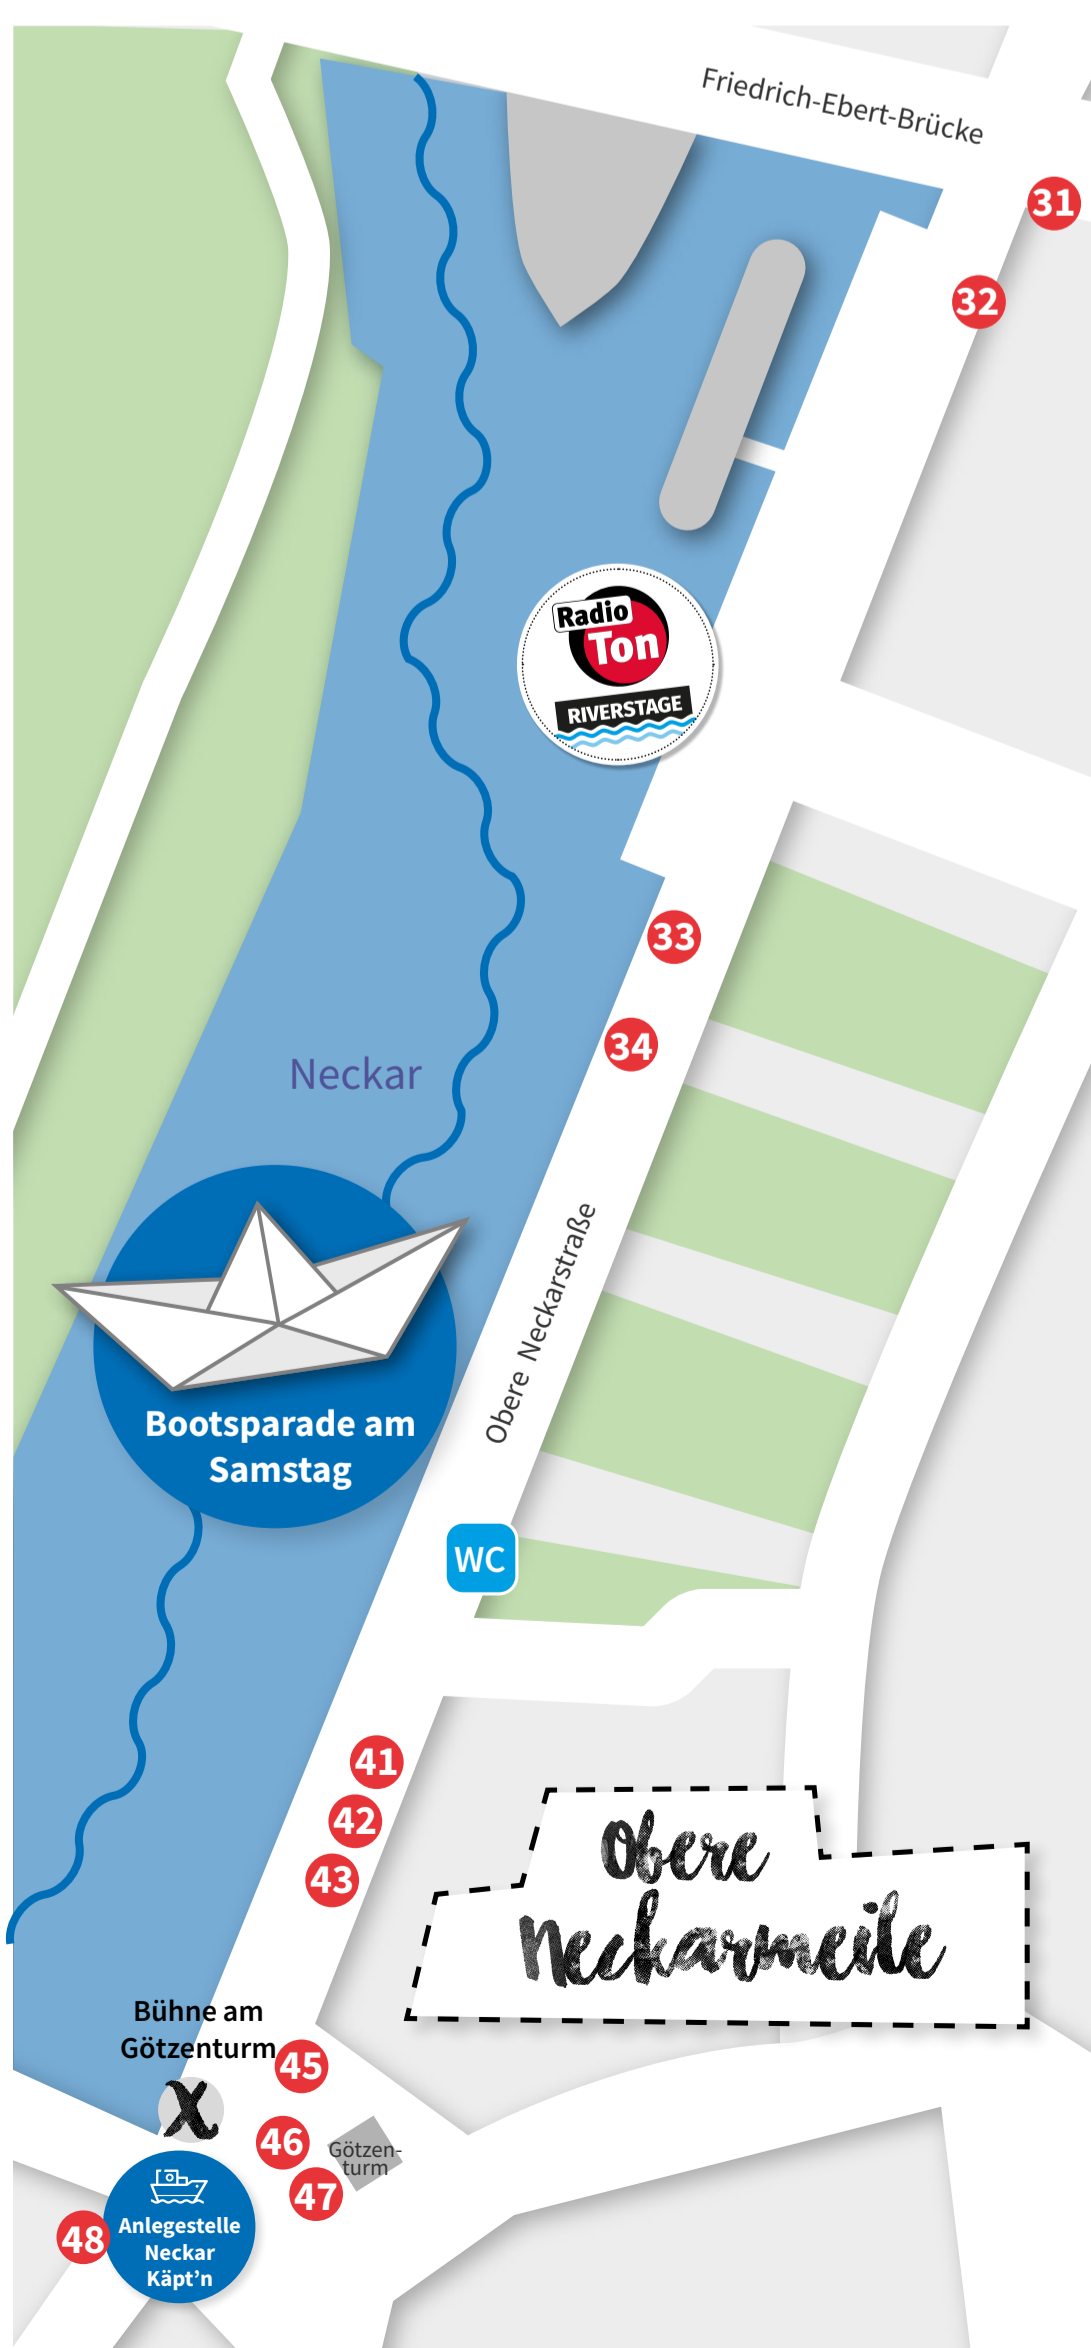 Friedrich-Ebert-Brücke
31
32
Radio
Ton
RIVERSTAGE
33
34
Neckar
Obere Neckarstraße
Bootsparade am
Samstag
WC
41
42
43
Obere
Neckarmeile
Bühne am
Götzenturm
45
X
46
Götzen-
turm
47
48
Anlegestelle
Neckar
Käpt’n